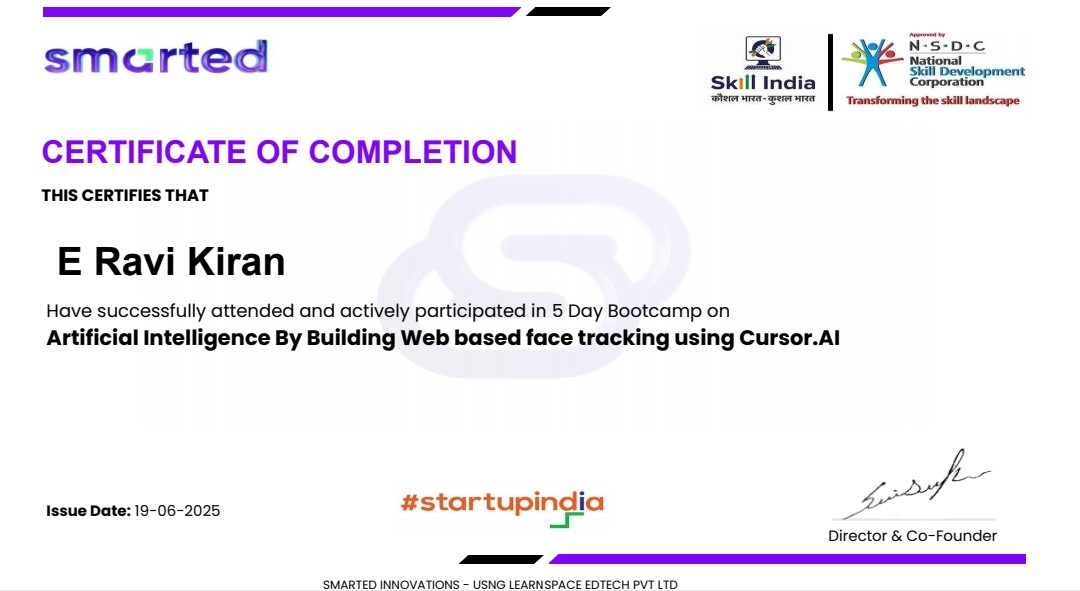 smarted
Skill India
कौशल भारत-कुशल भारत
Approved by
N·S·D·C
National
Skill Development
Corporation
Transforming the skill landscape
CERTIFICATE OF COMPLETION
THIS CERTIFIES THAT
E Ravi Kiran
Have successfully attended and actively participated in 5 Day Bootcamp on
Artificial Intelligence By Building Web based face tracking using Cursor.AI
Issue Date: 19-06-2025
#startupindia
Director & Co-Founder
SMARTED INNOVATIONS - USNG LEARNSPACE EDTECH PVT LTD